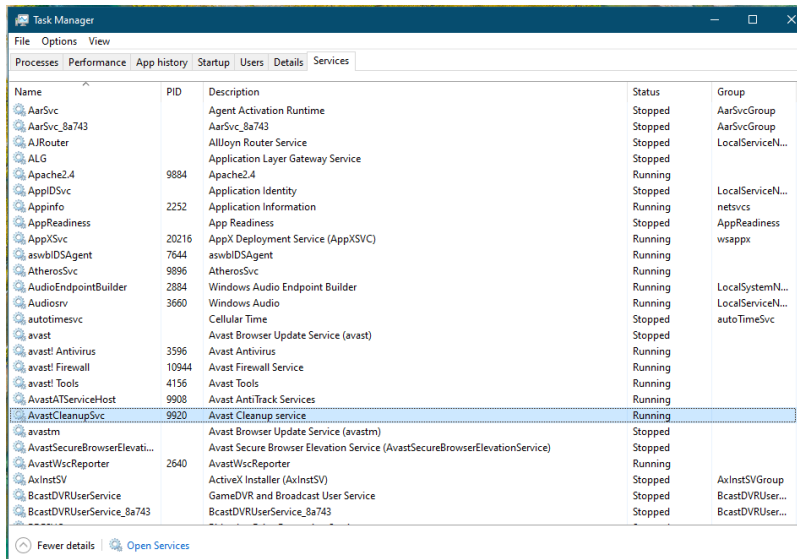 Task Manager
File Options View
Processes Performance App history Startup Users Details Services
Name PID Description Status Group
AarSvc Agent Activation Runtime Stopped AarSvcGroup
AarSvc_8a743 AarSvc_8a743 Stopped AarSvcGroup
AJRouter AllJoyn Router Service Stopped LocalServiceN...
ALG Application Layer Gateway Service Stopped
Apache2.4 9884 Apache2.4 Running
AppIDSvc Application Identity Stopped LocalServiceN...
Appinfo 2252 Application Information Running netsvcs
AppReadiness App Readiness Stopped AppReadiness
AppXSvc 20216 AppX Deployment Service (AppXSVC) Running wsappx
aswbIDSAgent 7644 aswbIDSAgent Running
AtherosSvc 9896 AtherosSvc Running
AudioEndpointBuilder 2884 Windows Audio Endpoint Builder Running LocalSystemN...
Audiosrv 3660 Windows Audio Running LocalServiceN...
autotimesvc Cellular Time Stopped autoTimeSvc
avast Avast Browser Update Service (avast) Stopped
avast! Antivirus 3596 Avast Antivirus Running
avast! Firewall 10944 Avast Firewall Service Running
avast! Tools 4156 Avast Tools Running
AvastATServiceHost 9908 Avast AntiTrack Services Running
AvastCleanupSvc 9920 Avast Cleanup service Running
avastm Avast Browser Update Service (avastm) Stopped
AvastSecureBrowserElevati... Avast Secure Browser Elevation Service (AvastSecureBrowserElevationService) Stopped
AvastWscReporter 2640 AvastWscReporter Running
AxInstSV ActiveX Installer (AxInstSV) Stopped AxInstSVGroup
BcastDVRUserService GameDVR and Broadcast User Service Stopped BcastDVRUser...
BcastDVRUserService_8a743 BcastDVRUserService_8a743 Stopped BcastDVRUser...
Fewer details Open Services